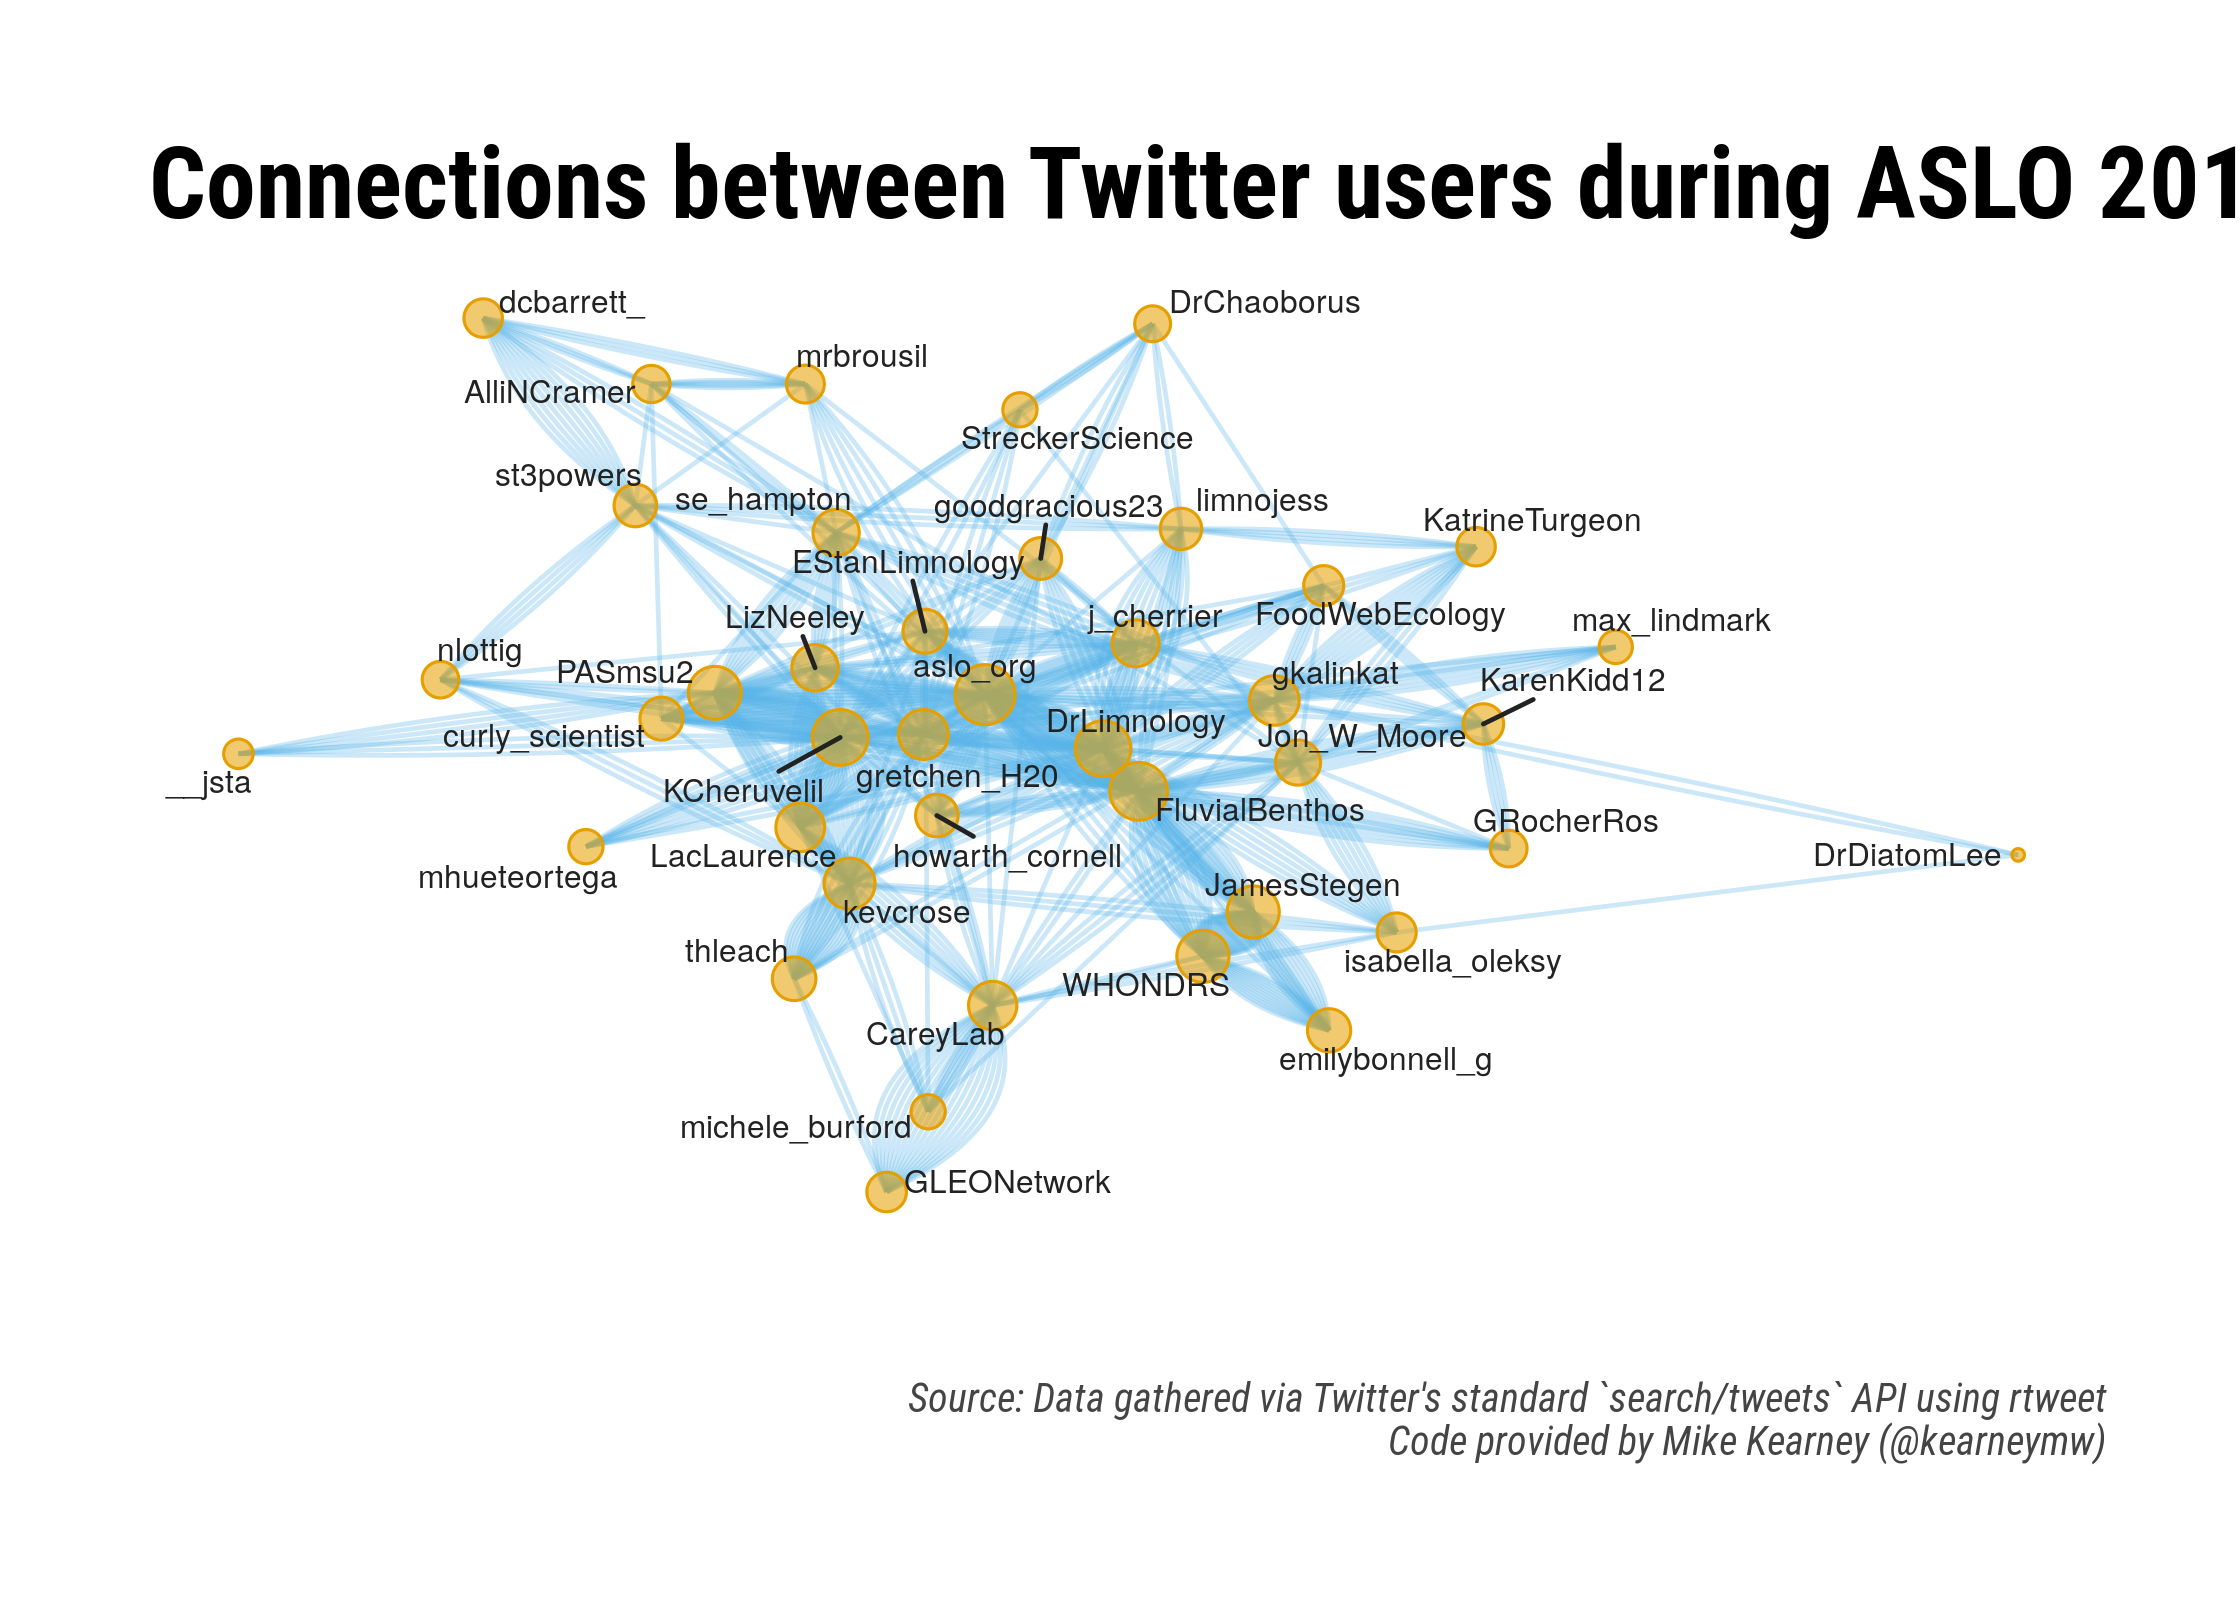 Connections between Twitter users during ASLO 201
dcbarrett_
DrChaoborus
mrbrousil
AlliNCramer
StreckerScience
st3powers
se_hampton
goodgracious23
limnojess
KatrineTurgeon
EStanLimnology
LizNeeley
j_cherrier
FoodWebEcology
max_lindmark
nlottig
PASmsu2
aslo_org
gkalinkat
KarenKidd12
curly_scientist
DrLimnology
Jon_W_Moore
__jsta
KCheruvelil
gretchen_H20
FluvialBenthos
GRocherRos
mhueteortega
LacLaurence
howarth_cornell
DrDiatomLee
kevcrose
JamesStegen
thleach
WHONDRS
isabella_oleksy
CareyLab
emilybonnell_g
michele_burford
GLEONetwork
Source: Data gathered via Twitter's standard `search/tweets` API using rtweet
Code provided by Mike Kearney (@kearneymw)